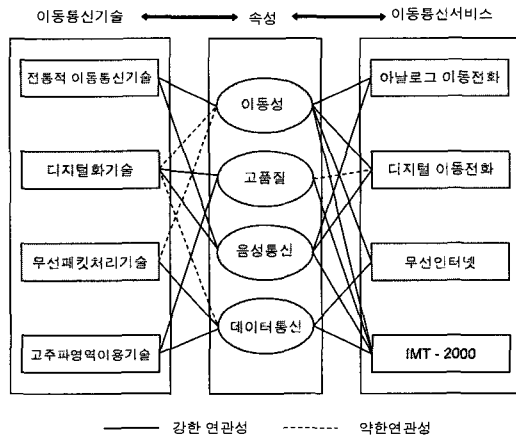 이동통신기술 속성 이동통신서비스
전통적 이동통신기술
디지털화기술
무선패킷처리기술
고주파영역이용기술
이동성
고품질
음성통신
데이터통신
아날로그 이동전화
디지털 이동전화
무선인터넷
IMT - 2000
강한 연관성 약한연관성